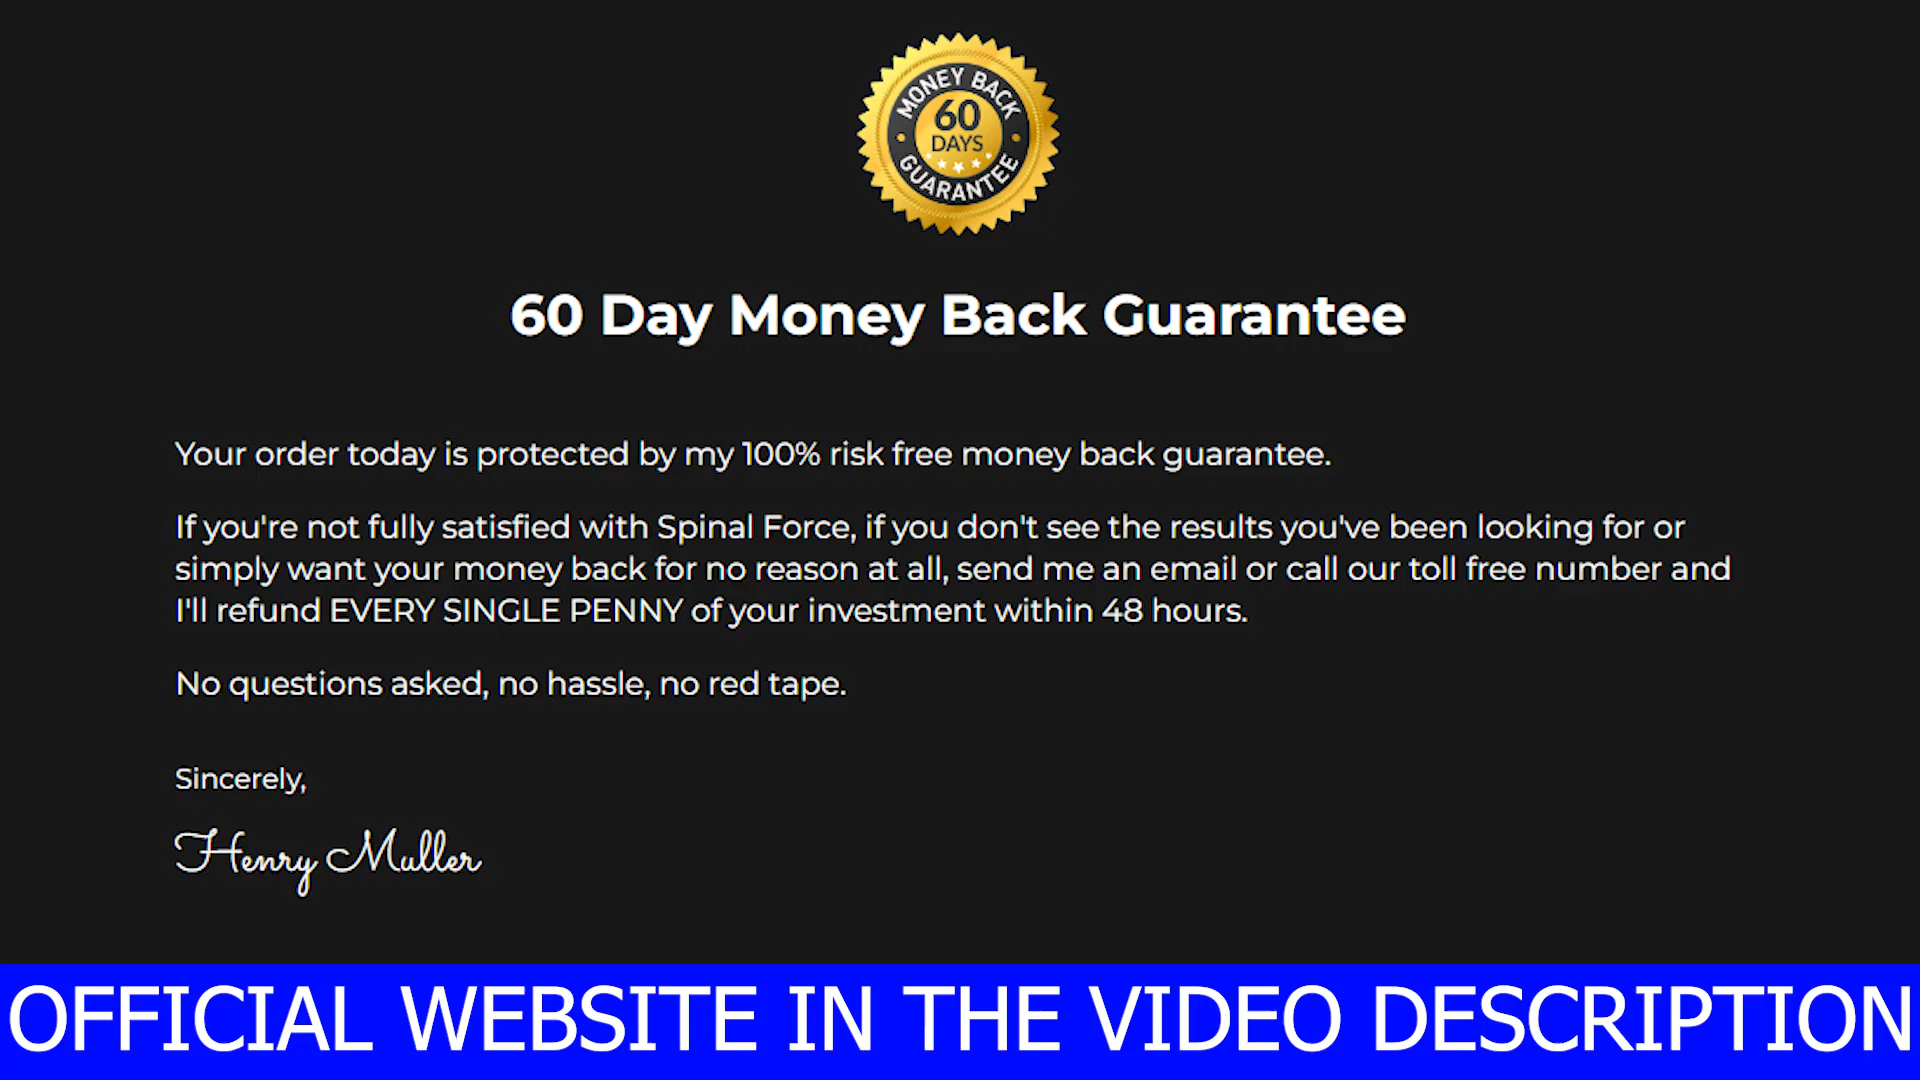 MONEY BACK
60
DAYS
GUARANTEE
60 Day Money Back Guarantee
Your order today is protected by my 100% risk free money back guarantee.
If you're not fully satisfied with Spinal Force, if you don't see the results you've been looking for or
simply want your money back for no reason at all, send me an email or call our toll free number and
I'll refund EVERY SINGLE PENNY of your investment within 48 hours.
No questions asked, no hassle, no red tape.
Sincerely,
Henry Muller
OFFICIAL WEBSITE IN THE VIDEO DESCRIPTION